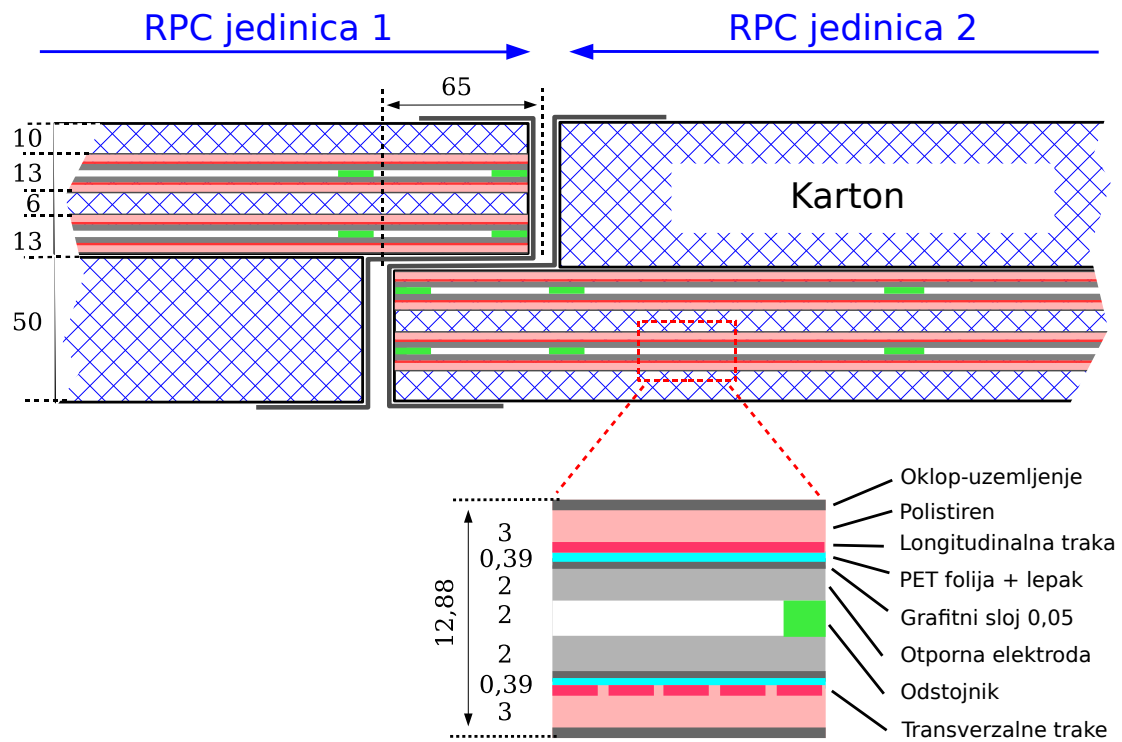 RPC jedinica 1
RPC jedinica 2
65
10
13
6
13
50
Karton
12,88
3
0,39
2
2
2
0,39
3
Oklop-uzemljenje
Polistiren
Longitudinalna traka
PET folija + lepak
Grafitni sloj 0,05
Otporna elektroda
Odstojnik
Transverzalne trake